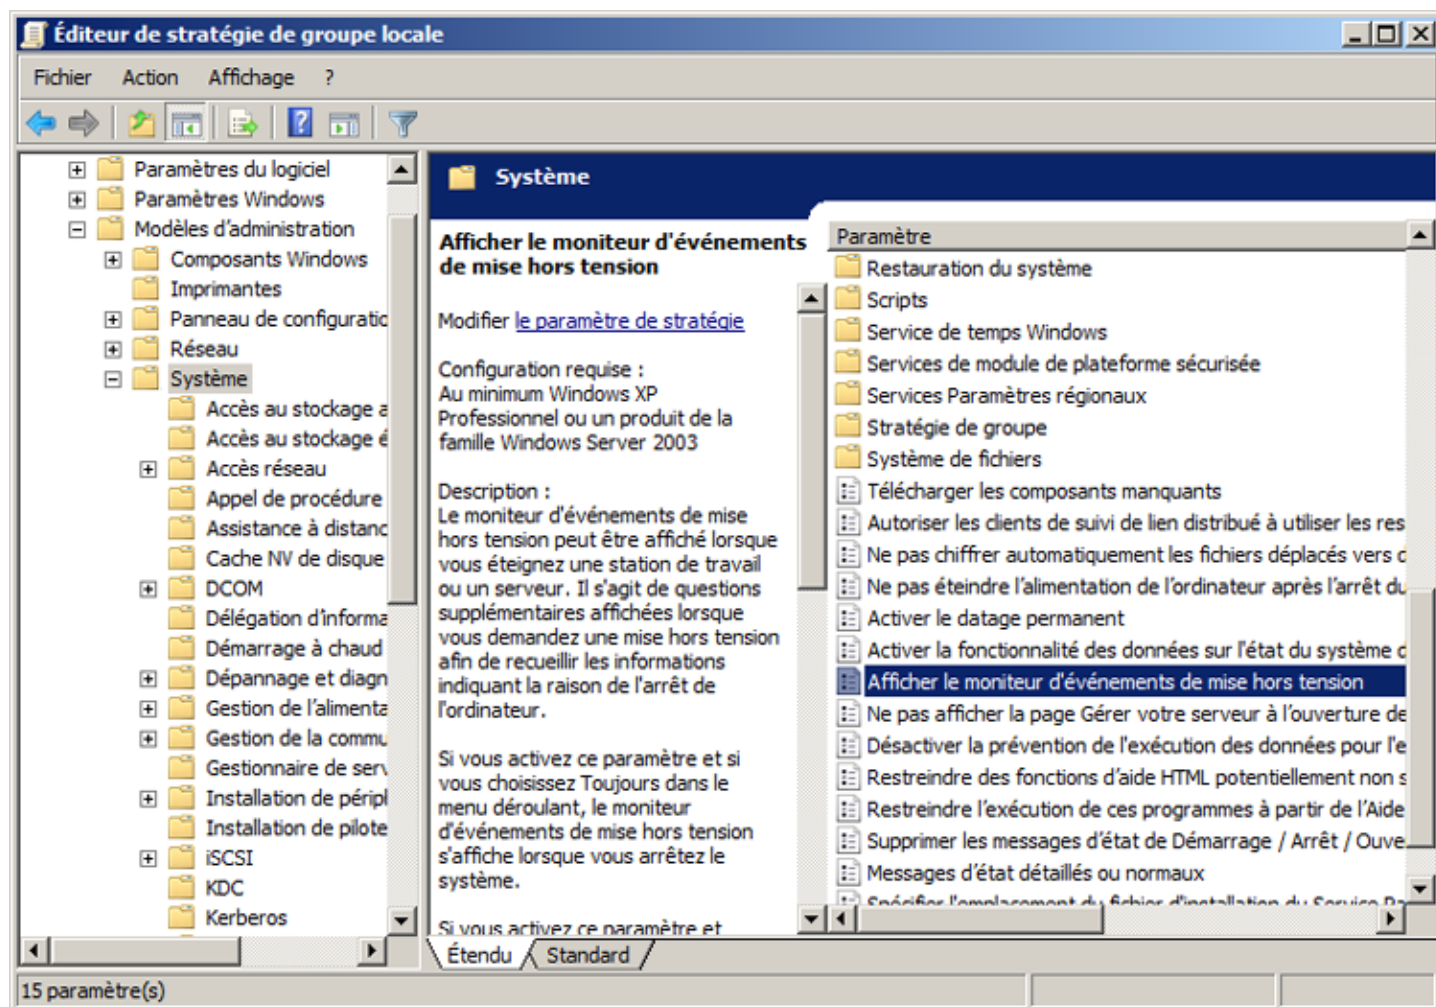 Éditeur de stratégie de groupe locale
Fichier Action Affichage ?
Paramètres du logiciel
Paramètres Windows
Modèles d'administration
Composants Windows
Imprimantes
Panneau de configuratic
Réseau
Système
Accès au stockage a
Accès au stockage é
Accès réseau
Appel de procédure
Assistance à distanc
Cache NV de disque
DCOM
Délégation d'informa
Démarrage à chaud
Dépannage et diagn
Gestion de l'alimenta
Gestion de la commu
Gestionnaire de serv
Installation de périph
Installation de pilote
iSCSI
KDC
Kerberos
Système
Afficher le moniteur d'événements
de mise hors tension
Modifier le paramètre de stratégie
Configuration requise :
Au minimum Windows XP
Professionnel ou un produit de la
famille Windows Server 2003
Description :
Le moniteur d'événements de mise
hors tension peut être affiché lorsque
vous éteignez une station de travail
ou un serveur. Il s'agit de questions
supplémentaires affichées lorsque
vous demandez une mise hors tension
afin de recueillir les informations
indiquant la raison de l'arrêt de
l'ordinateur.
Si vous activez ce paramètre et si
vous choisissez Toujours dans le
menu déroulant, le moniteur
d'événements de mise hors tension
s'affiche lorsque vous arrêtez le
système.
Si vous activez ce paramètre et
Paramètre
Restauration du système
Scripts
Service de temps Windows
Services de module de plateforme sécurisée
Services Paramètres régionaux
Stratégie de groupe
Système de fichiers
Télécharger les composants manquants
Autoriser les clients de suivi de lien distribué à utiliser les res
Ne pas chiffrer automatiquement les fichiers déplacés vers d
Ne pas éteindre l'alimentation de l'ordinateur après l'arrêt du
Activer le datage permanent
Activer la fonctionnalité des données sur l'état du système d
Afficher le moniteur d'événements de mise hors tension
Ne pas afficher la page Gérer votre serveur à l'ouverture de
Désactiver la prévention de l'exécution des données pour l'e
Restreindre des fonctions d'aide HTML potentiellement non s
Restreindre l'exécution de ces programmes à partir de l'Aide
Supprimer les messages d'état de Démarrage / Arrêt / Ouve
Messages d'état détaillés ou normaux
Spécifier l'emplacement du fichier d'installation du Service Pa
Étendu Standard
15 paramètre(s)